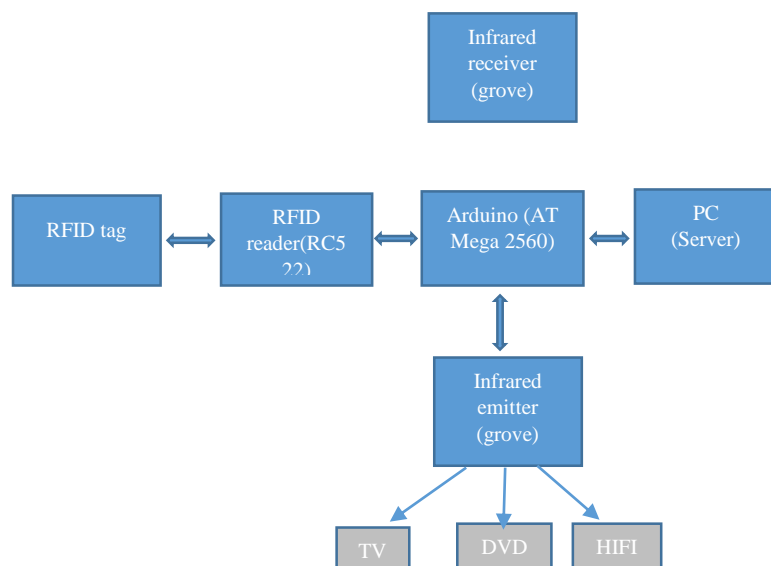 Infrared
receiver
(grove)
RFID tag
RFID
reader(RC5
22)
Arduino (AT
Mega 2560)
PC
(Server)
Infrared
emitter
(grove)
TV
DVD
HIFI